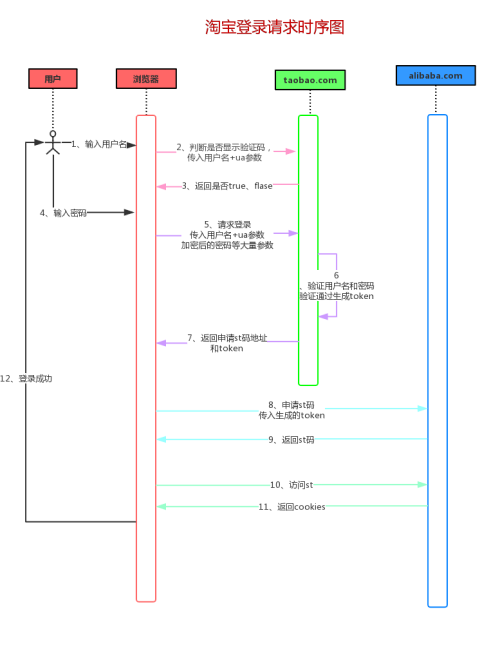 淘宝登录请求时序图
用户
浏览器
taobao.com
alibaba.com
1、输入用户名
2、判断是否显示验证码，
传入用户名+ua参数
3、返回是否true、flase
4、输入密码
5、请求登录
传入用户名+ua参数
加密后的密码等大量参数
6
、验证用户名和密码
验证通过生成token
7、返回申请st码地址
和token
12、登录成功
8、申请st码
传入生成的token
9、返回st码
10、访问st
11、返回cookies